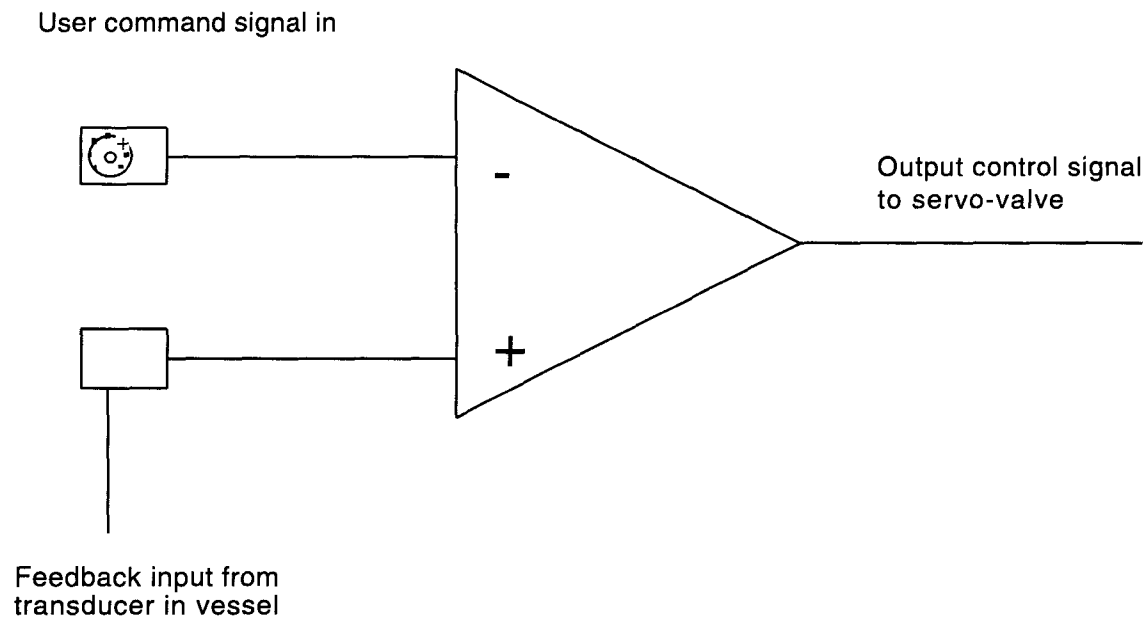 User command signal in
+
-
Output control signal
to servo-valve
+
Feedback input from
transducer in vessel